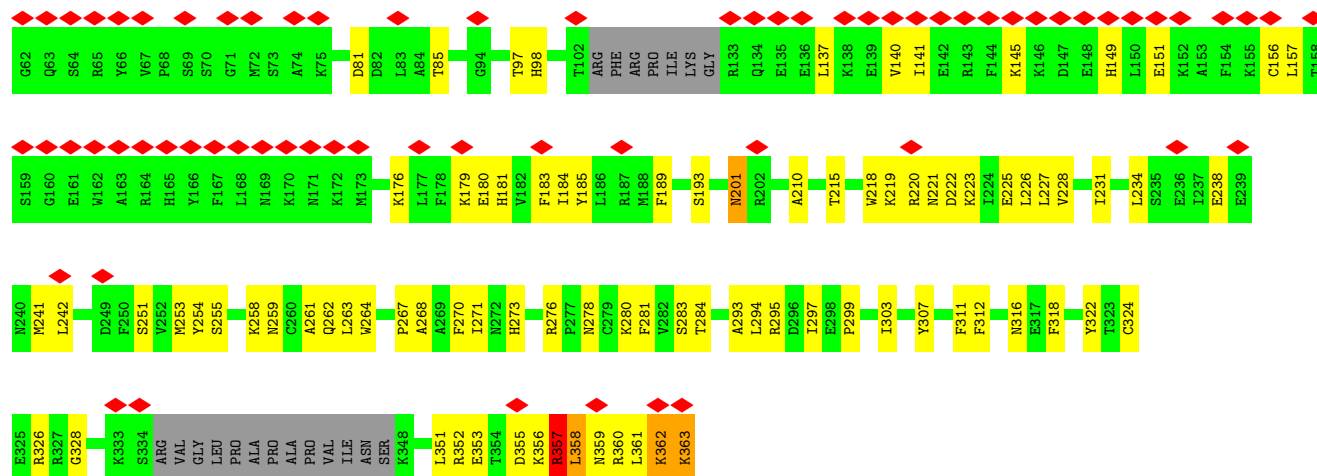 G62 Q63 S64 R65 Y66 V67 P68 S69 S70 G71 M72 S73 A74 K75 D81 D82 L83 A84 T85 G94 T97 H98 T102 ARG PHE ARG PRO ILE LYS GLY R133 Q134 E135 E136 L137 K138 E139 V140 I141 E142 R143 F144 K145 K146 D147 E148 H149 L150 E151 K152 A153 F154 K155 C156 L157 T158
S159 G160 E161 W162 A163 R164 H165 Y166 F167 L168 N169 K170 N171 K172 M173 K176 L177 F178 K179 E180 H181 V182 F183 I184 Y185 L186 R187 M188 F189 S193 N201 R202 A210 T215 W218 K219 R220 N221 D222 K223 I224 E225 L226 L227 V228 I231 L234 S235 E236 I237 E238 E239
N240 M241 L242 D249 F250 S251 V252 M253 Y254 S255 K258 N259 C260 A261 Q262 L263 W264 P267 A268 A269 F270 I271 N272 H273 R276 P277 N278 C279 K280 F281 V282 S283 T284 A293 L294 R295 D296 I297 E298 P299 I303 Y307 F311 F312 N316 E317 F318 Y322 T323 C324
E325 R326 R327 G328 K333 S334 ARG VAL GLY LEU PRO ALA PRO ALA PRO VAL ILE ASN SER K348 L351 R352 E353 T354 D355 K356 R357 L358 N359 R360 L361 K362 K363